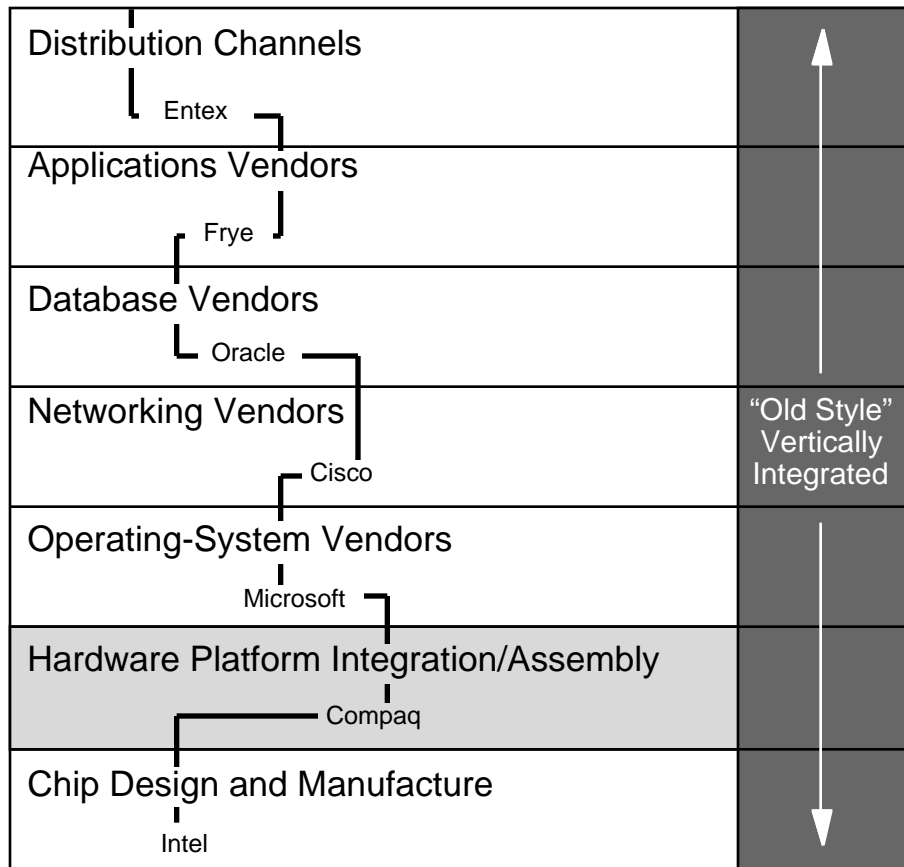 Distribution Channels
Entex
Applications Vendors
Frye
Database Vendors
Oracle
Networking Vendors
Cisco
Operating-System Vendors
Microsoft
Hardware Platform Integration/Assembly
Compaq
Chip Design and Manufacture
Intel
“Old Style”
Vertically
Integrated